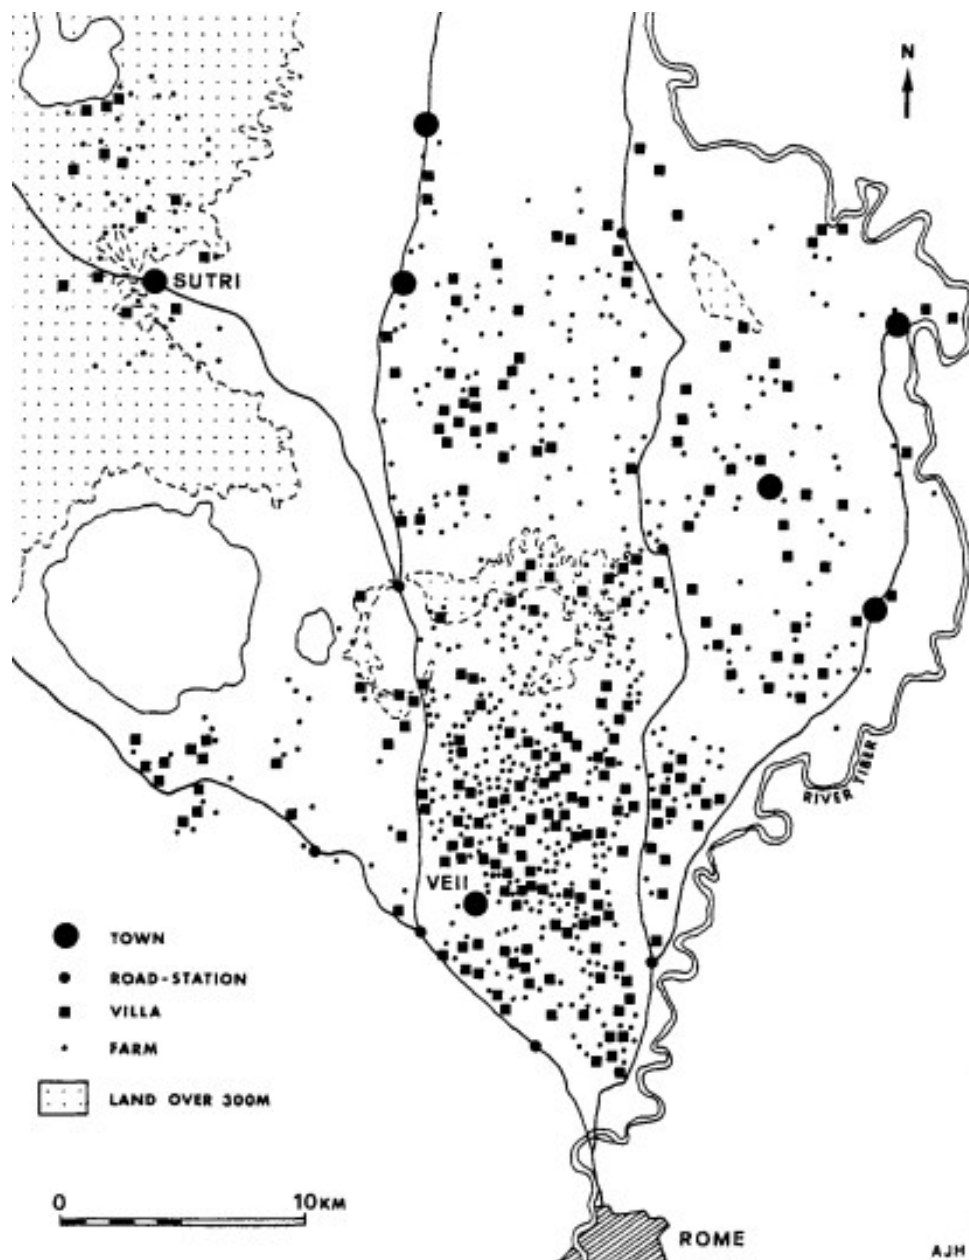 N
SUTRI
RIVER TIBER
VEII
TOWN
ROAD-STATION
VILLA
FARM
LAND OVER 300M
0 10KM
ROME
AJH